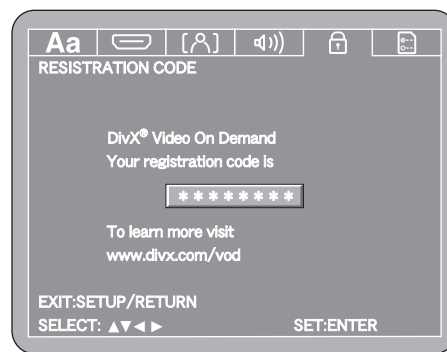 Aa
RESISTRATION CODE
DivX® Video On Demand
Your registration code is
* * * * * * * *
To learn more visit
www.divx.com/vod
EXIT:SETUP/RETURN
SELECT: ▲▼◄► SET:ENTER